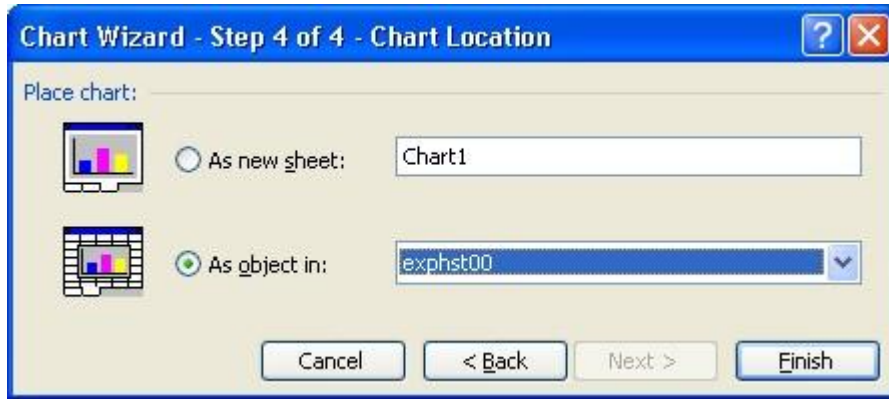 Chart Wizard - Step 4 of 4 - Chart Location
Place chart:
As new sheet: Chart1
As object in: exphst00
Cancel < Back Next > Finish